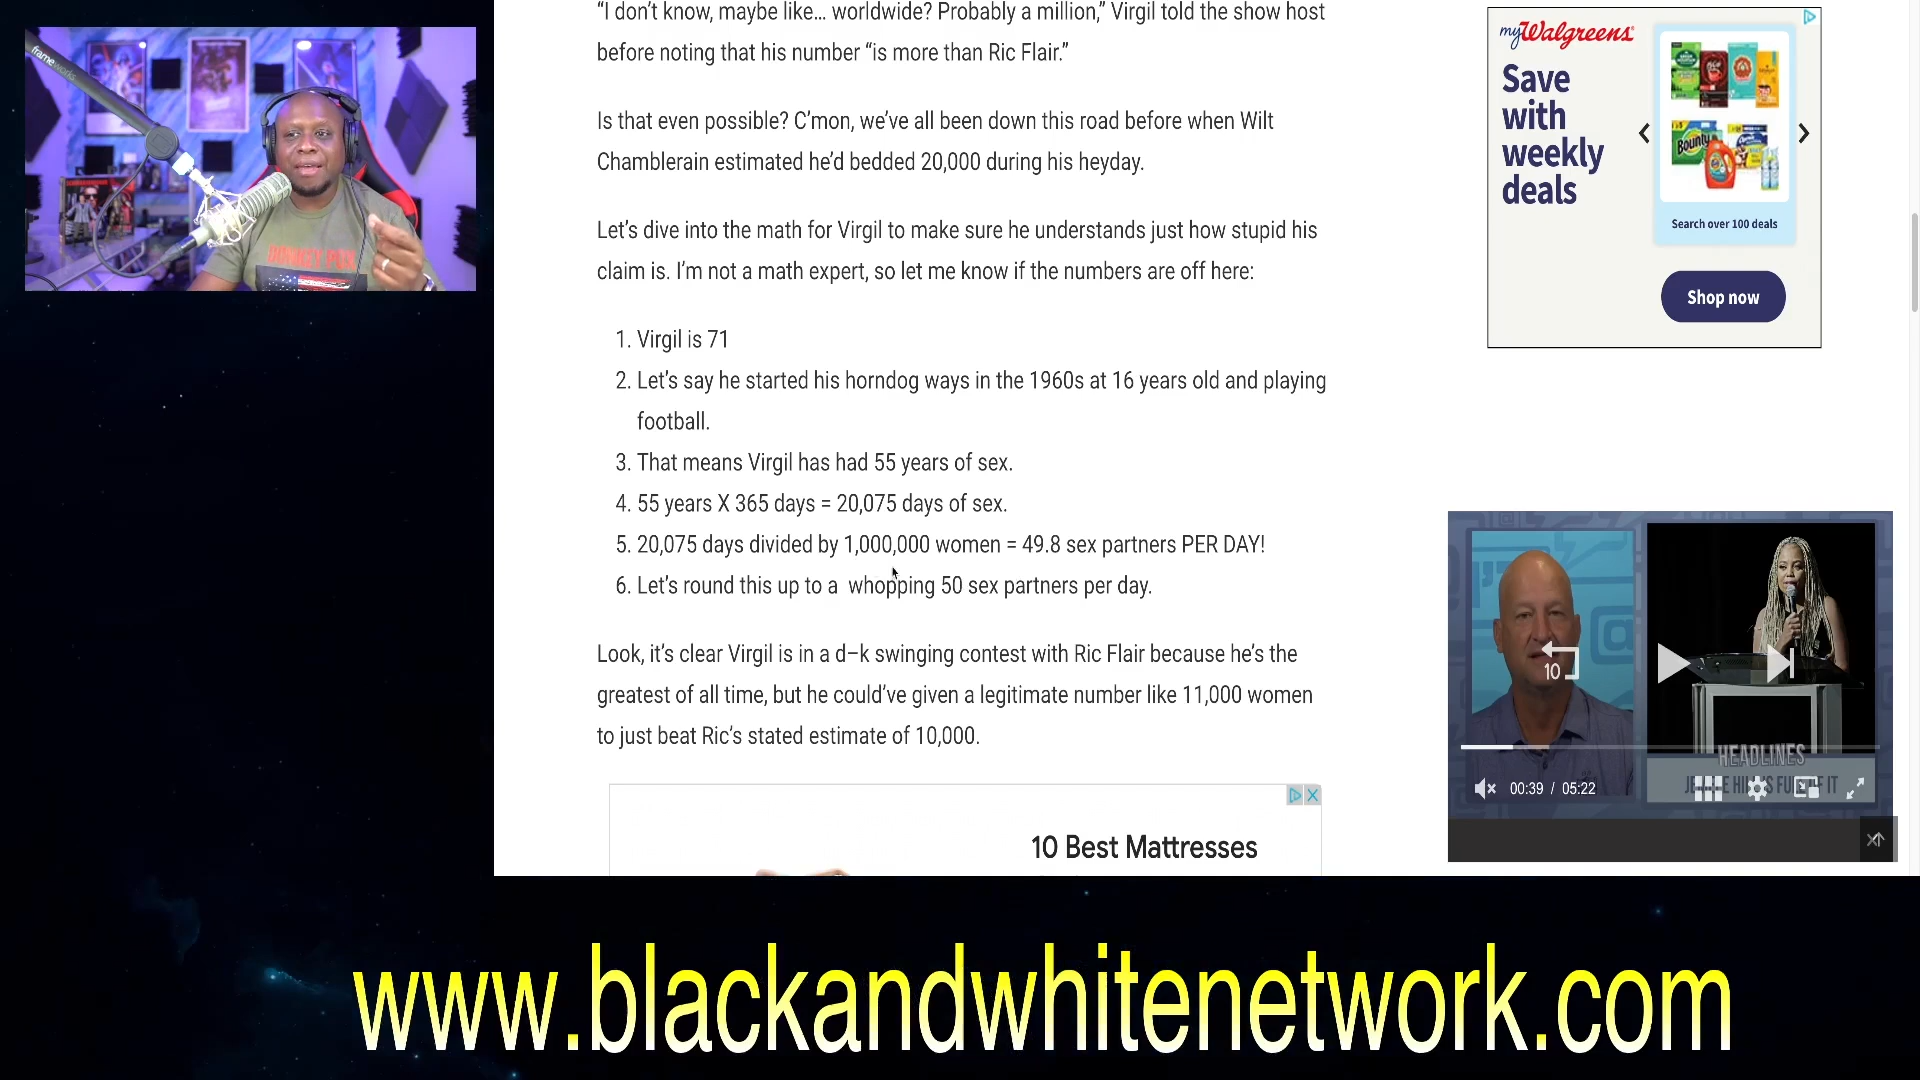 frameworks
“I don’t know, maybe like… worldwide? Probably a million,” Virgil told the show host
before noting that his number “is more than Ric Flair.”
Is that even possible? C’mon, we’ve all been down this road before when Wilt
Chamblerain estimated he’d bedded 20,000 during his heyday.
Let’s dive into the math for Virgil to make sure he understands just how stupid his
claim is. I’m not a math expert, so let me know if the numbers are off here:
1. Virgil is 71
2. Let’s say he started his horndog ways in the 1960s at 16 years old and playing
football.
3. That means Virgil has had 55 years of sex.
4. 55 years X 365 days = 20,075 days of sex.
5. 20,075 days divided by 1,000,000 women = 49.8 sex partners PER DAY!
6. Let’s round this up to a  whopping 50 sex partners per day.
Look, it’s clear Virgil is in a d–k swinging contest with Ric Flair because he’s the
greatest of all time, but he could’ve given a legitimate number like 11,000 women
to just beat Ric’s stated estimate of 10,000.
10 Best Mattresses
myWalgreens
Save
with
weekly
deals
Bounty
Search over 100 deals
Shop now
10
HEADLINES
00:39 / 05:22
www.blackandwhitenetwork.com